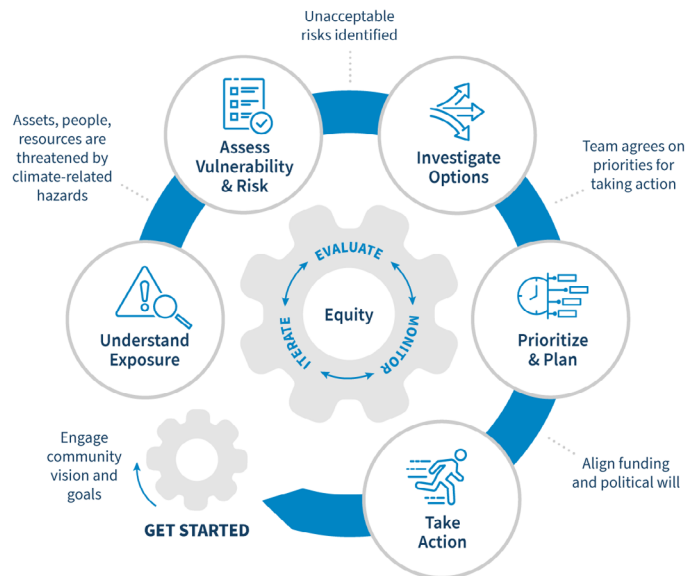 Unacceptable
risks identified
Assets, people,
resources are
threatened by
climate-related
hazards
Assess
Vulnerability
& Risk
Investigate
Options
Team agrees on
priorities for
taking action
Understand
Exposure
EVALUATE
ITERATE
MONITOR
Equity
Prioritize
& Plan
Engage
community
vision and
goals
GET STARTED
Take
Action
Align funding
and political will